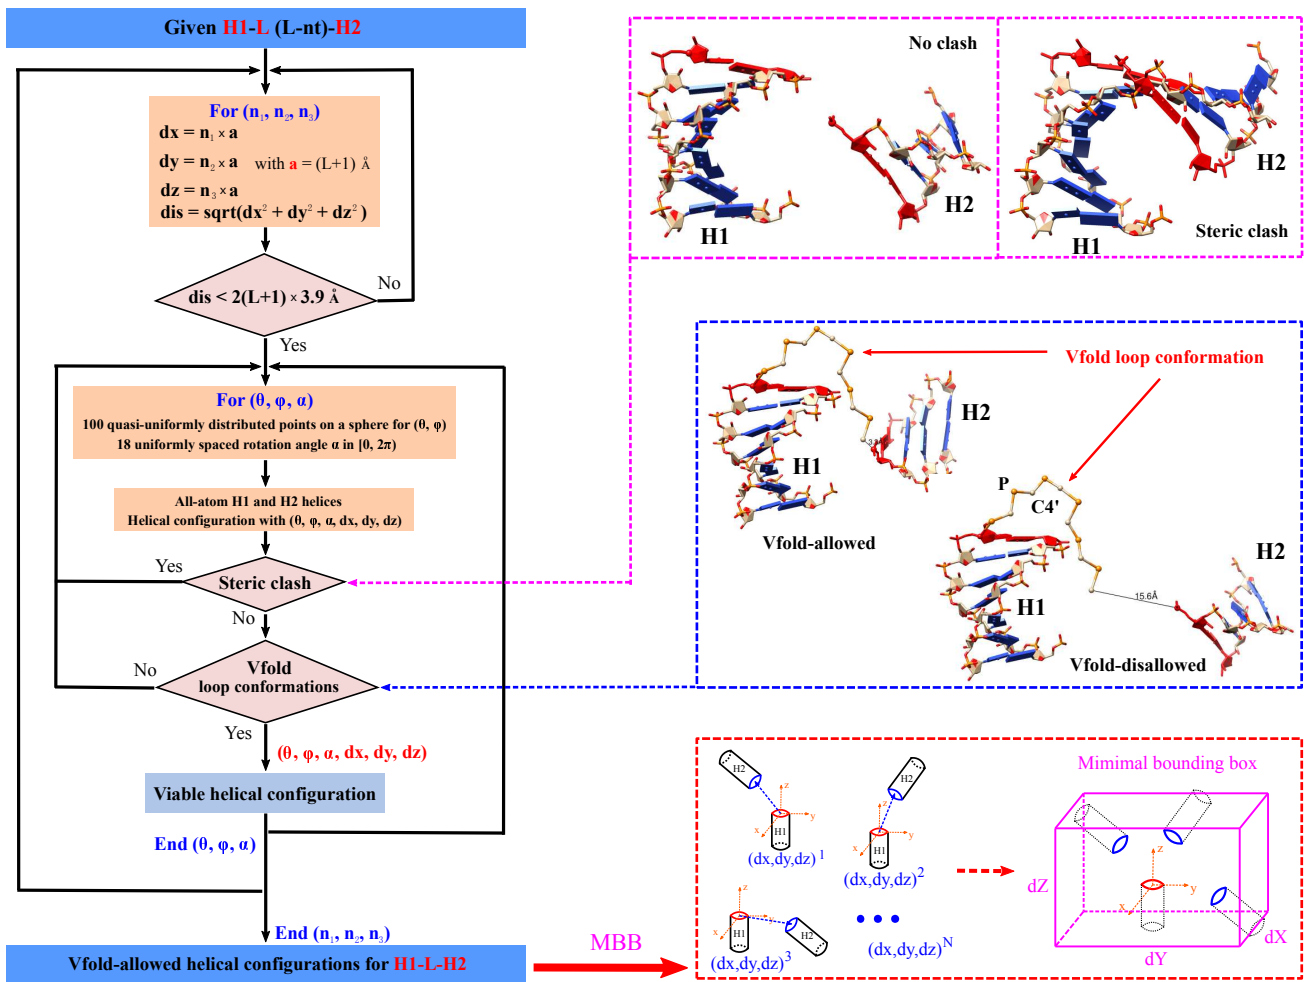 Given H1-L (L-nt)-H2
For (n₁, n₂, n₃)
dx = n₁ × a
dy = n₂ × a with a = (L+1) Å
dz = n₃ × a
dis = sqrt(dx² + dy² + dz² )
dis < 2(L+1) × 3.9 Å
No
Yes
For (θ, φ, α)
100 quasi-uniformly distributed points on a sphere for (θ, φ)
18 uniformly spaced rotation angle α in [0, 2π)
All-atom H1 and H2 helices
Helical configuration with (θ, φ, α, dx, dy, dz)
Yes
Steric clash
No
No
Vfold
loop conformations
Yes
(θ, φ, α, dx, dy, dz)
Viable helical configuration
End (θ, φ, α)
End (n₁, n₂, n₃)
Vfold-allowed helical configurations for H1-L-H2
No clash
H1
H2
H2
H1
Steric clash
Vfold loop conformation
H2
H1
Vfold-allowed
P
C4'
H2
15.6Å
H1
Vfold-disallowed
MBB
H2
z
y
x
H1
(dx,dy,dz)¹
H2
z
y
x
H1
(dx,dy,dz)²
z
y
x
H1
H2
(dx,dy,dz)³
(dx,dy,dz)ᴺ
Mimimal bounding box
z
y
x
dZ
dX
dY